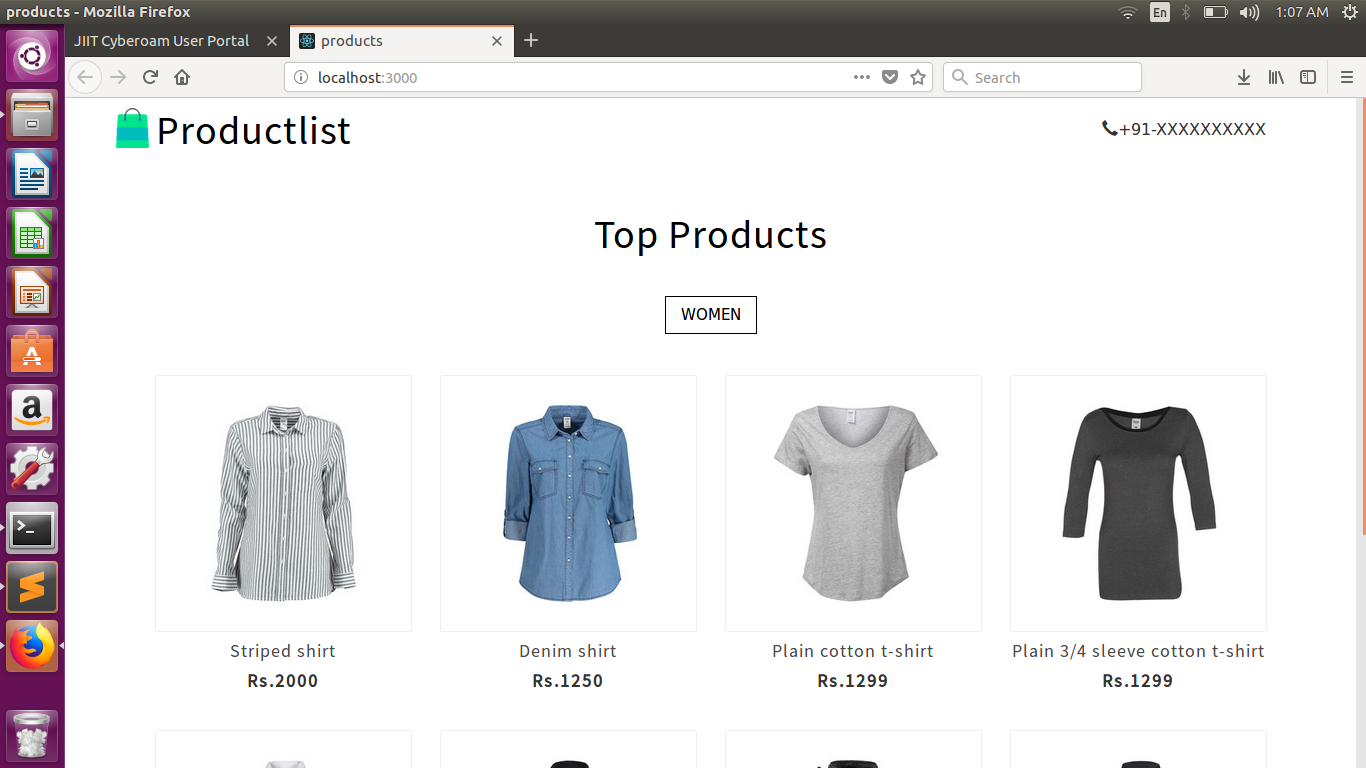 products - Mozilla Firefox
En
1:07 AM
JIIT Cyberoam User Portal
products
localhost:3000
Search
Productlist
+91-XXXXXXXXXX
Top Products
WOMEN
Striped shirt
Denim shirt
Plain cotton t-shirt
Plain 3/4 sleeve cotton t-shirt
Rs.2000
Rs.1250
Rs.1299
Rs.1299